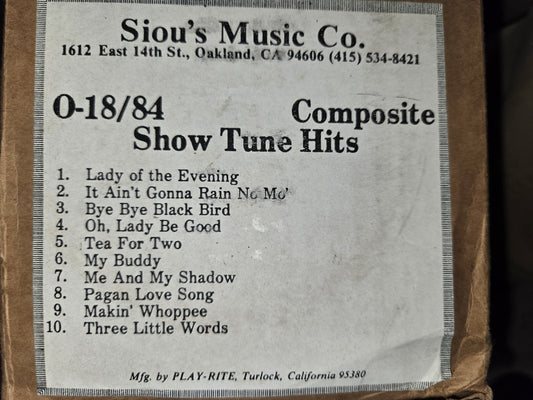 Siou's Music Co.
1612 East 14th St., Oakland, CA 94606 (415) 534-8421
O-18/84 Composite
Show Tune Hits
1. Lady of the Evening
2. It Ain't Gonna Rain No Mo'
3. Bye Bye Black Bird
4. Oh, Lady Be Good
5. Tea For Two
6. My Buddy
7. Me And My Shadow
8. Pagan Love Song
9. Makin' Whoppee
10. Three Little Words
Mfg. by PLAY-RITE, Turlock, California 95380